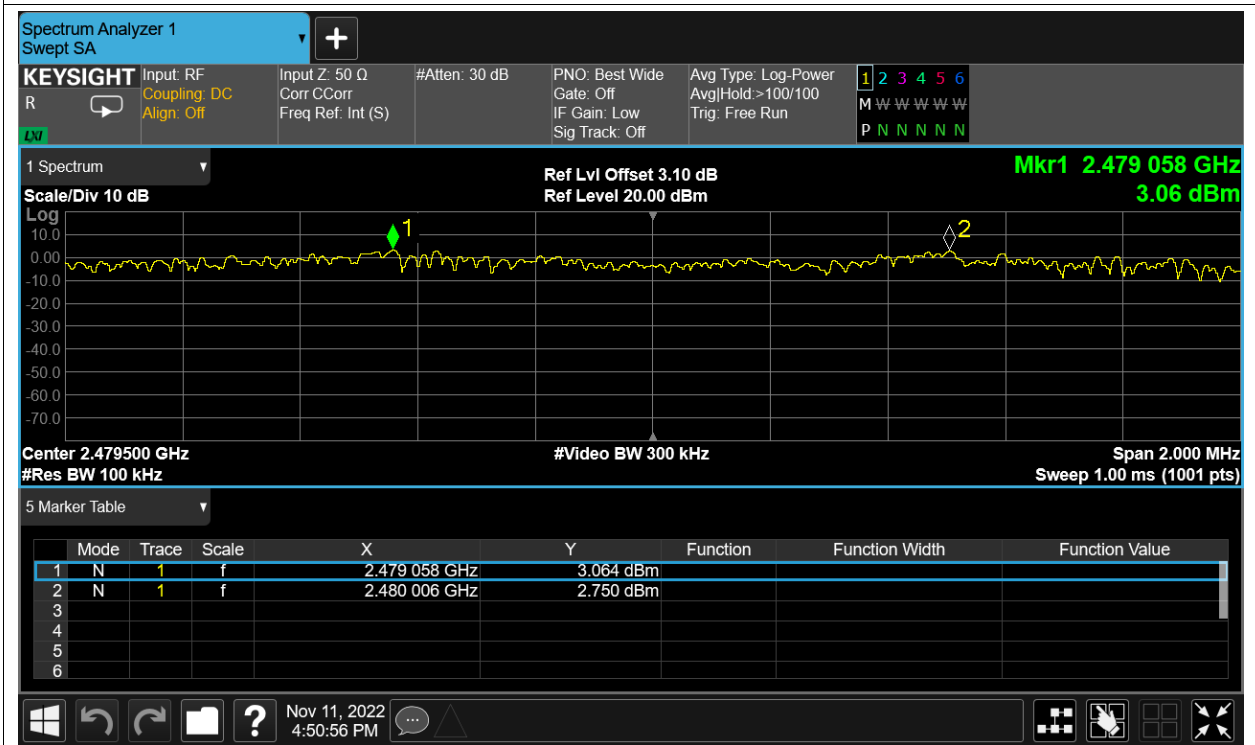 Spectrum Analyzer 1
Swept SA
+
KEYSIGHT
R
LXI
Input: RF
Coupling: DC
Align: Off
Input Z: 50 Ω
Corr CCorr
Freq Ref: Int (S)
#Atten: 30 dB
PNO: Best Wide
Gate: Off
IF Gain: Low
Sig Track: Off
Avg Type: Log-Power
Avg|Hold:>100/100
Trig: Free Run
1 2 3 4 5 6
M W W W W W
P N N N N N
1 Spectrum
Scale/Div 10 dB
Ref Lvl Offset 3.10 dB
Ref Level 20.00 dBm
Mkr1 2.479 058 GHz
3.06 dBm
Log
10.0
0.00
-10.0
-20.0
-30.0
-40.0
-50.0
-60.0
-70.0
1
2
Center 2.479500 GHz
#Video BW 300 kHz
Span 2.000 MHz
#Res BW 100 kHz
Sweep 1.00 ms (1001 pts)
5 Marker Table
Mode Trace Scale X Y Function Function Width Function Value
1 N 1 f 2.479 058 GHz 3.064 dBm
2 N 1 f 2.480 006 GHz 2.750 dBm
3
4
5
6
?
Nov 11, 2022
4:50:56 PM